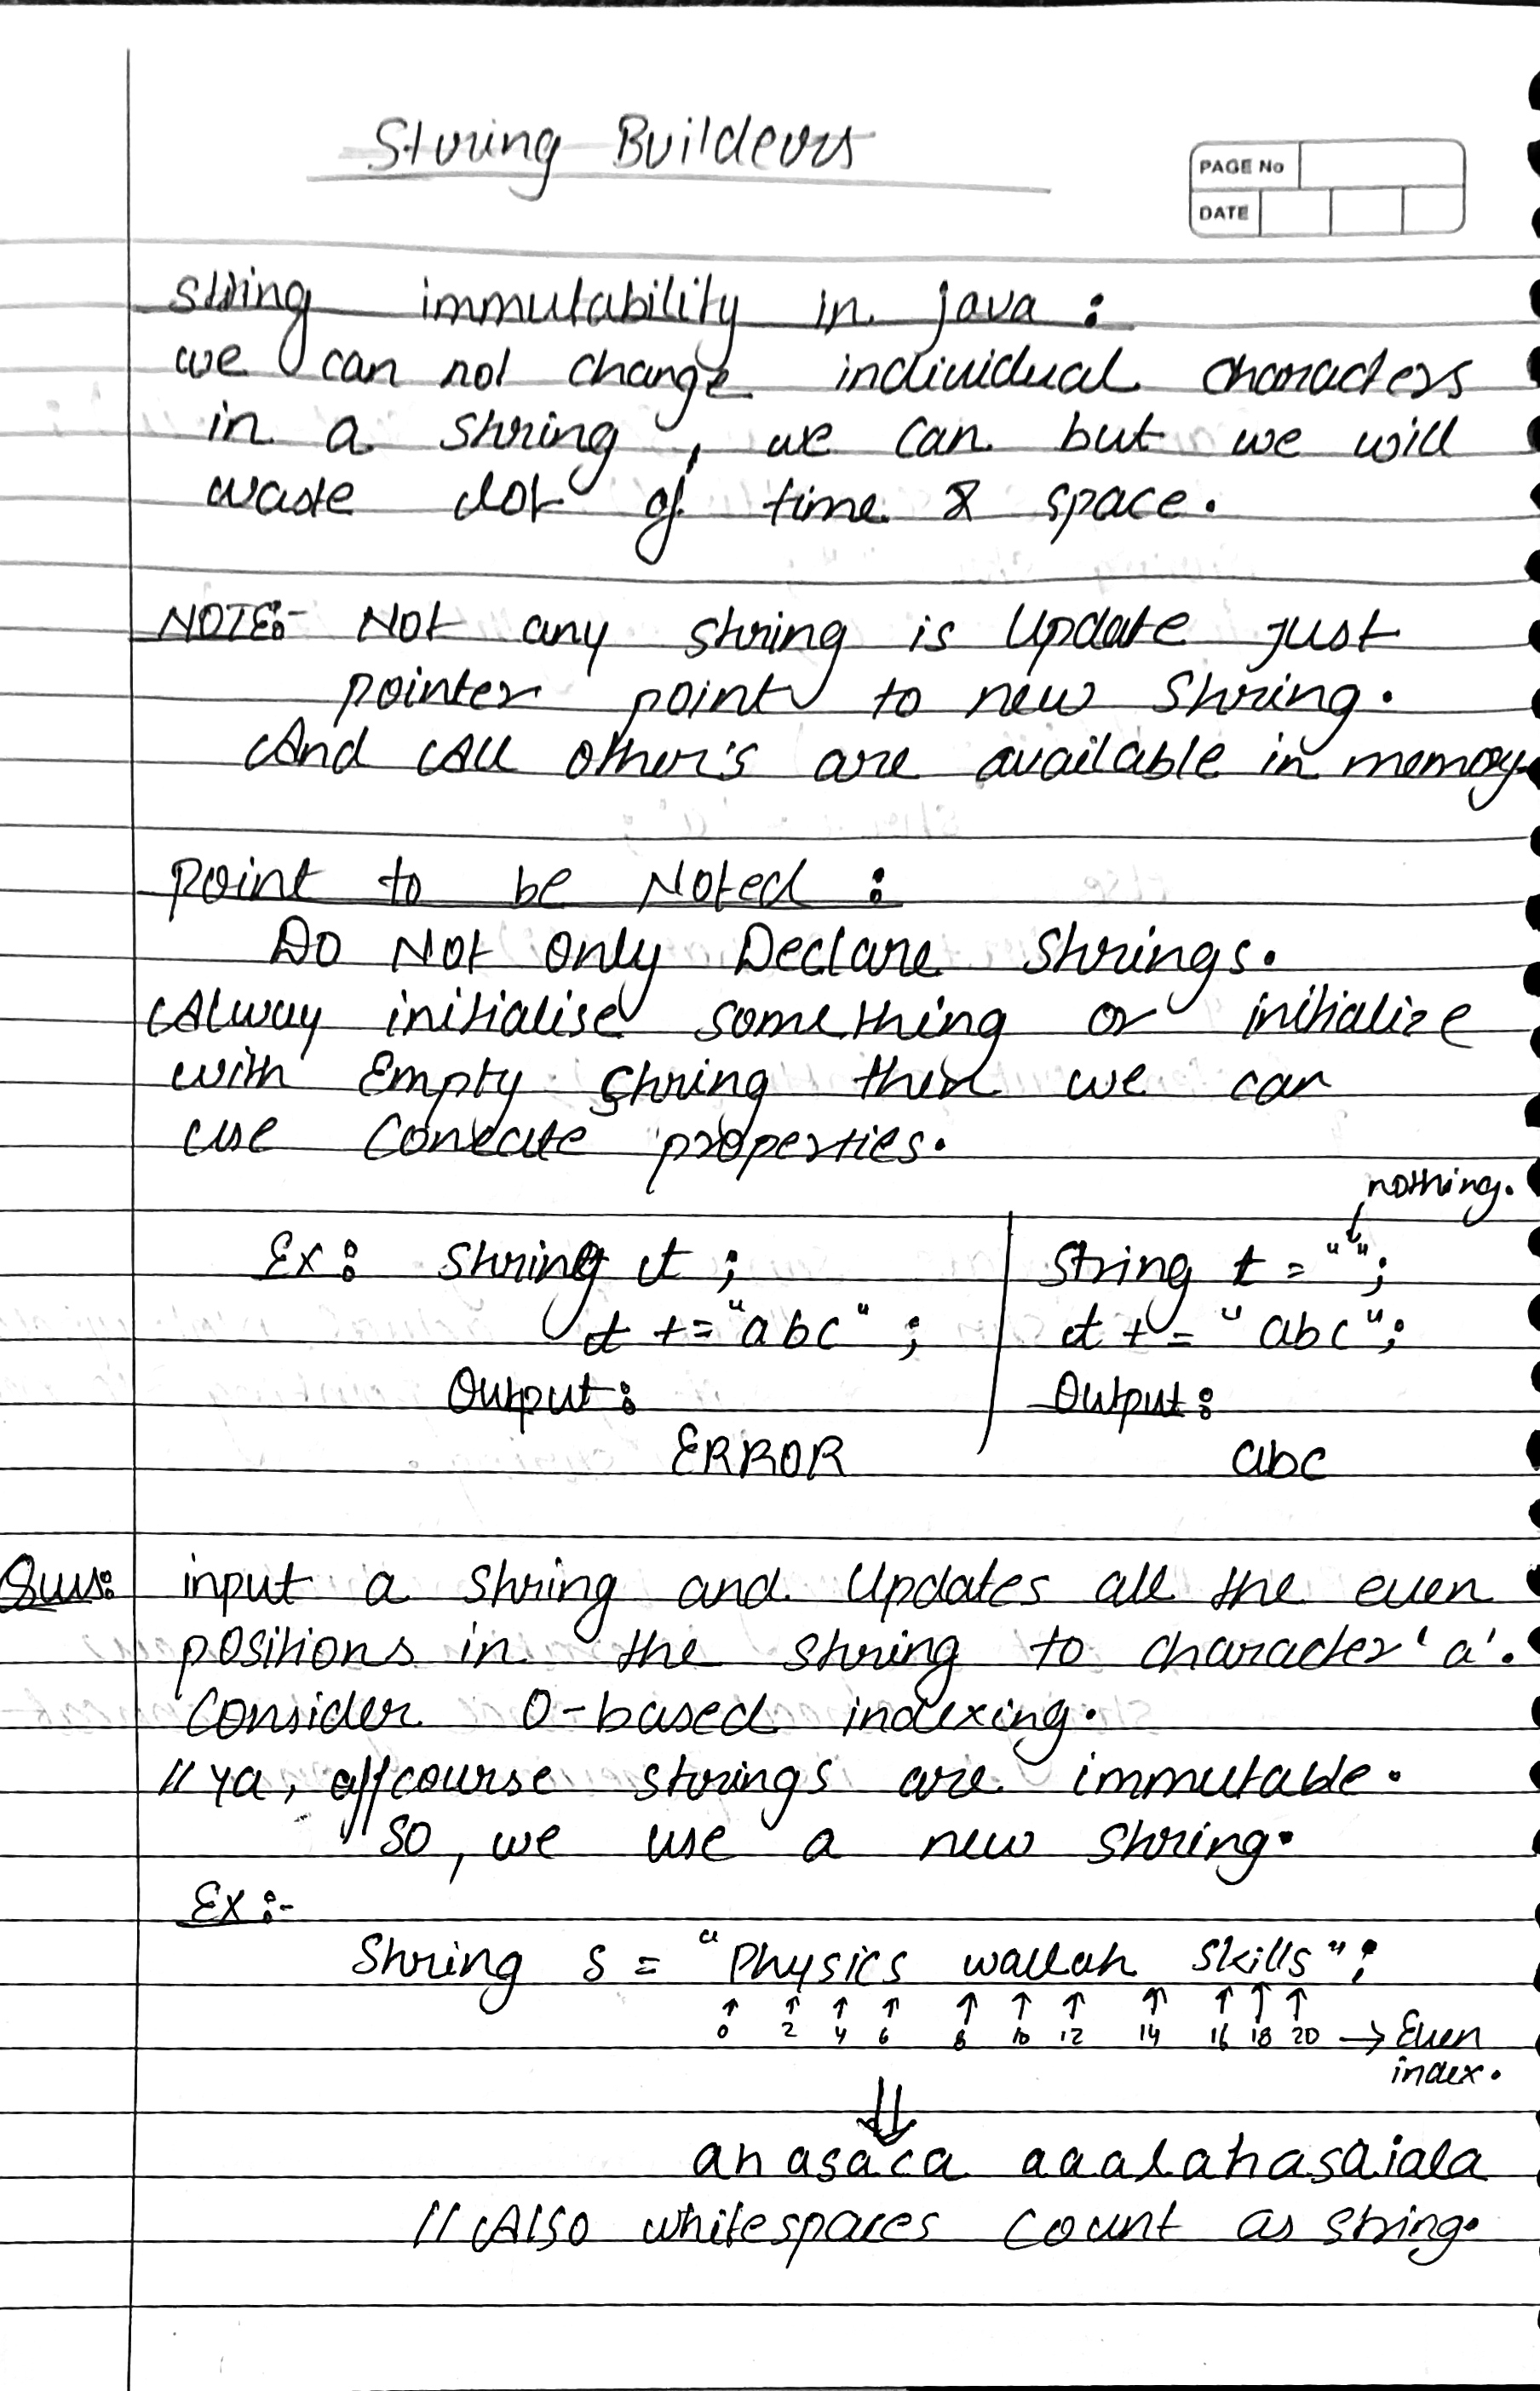 String Builders
PAGE No
DATE
string immutability in java :
we can not change individual characters
in a string , we can but we will
waste lot of time & space.
NOTE:- Not any string is Update just
pointer point to new String.
And All other's are available in memory
Point to be Noted :
Do Not only Declare Strings.
Alway initialise something or initialize
with Empty string then we can
use Concate properties.
nothing.
Ex: String t ;
t += "abc" ;
Output:
ERROR
String t = "";
t += "abc";
Output:
abc
Qus: input a string and Updates all the even
positions in the string to character 'a'.
Consider 0-based indexing.
// ya, offcourse strings are immutable.
so, we use a new string.
Ex:-
String s = "Physics wallah Skills";
0 2 4 6 8 10 12 14 16 18 20 → Even
index.
ahasaca aaalahasaiala
// Also whitespaces count as string.